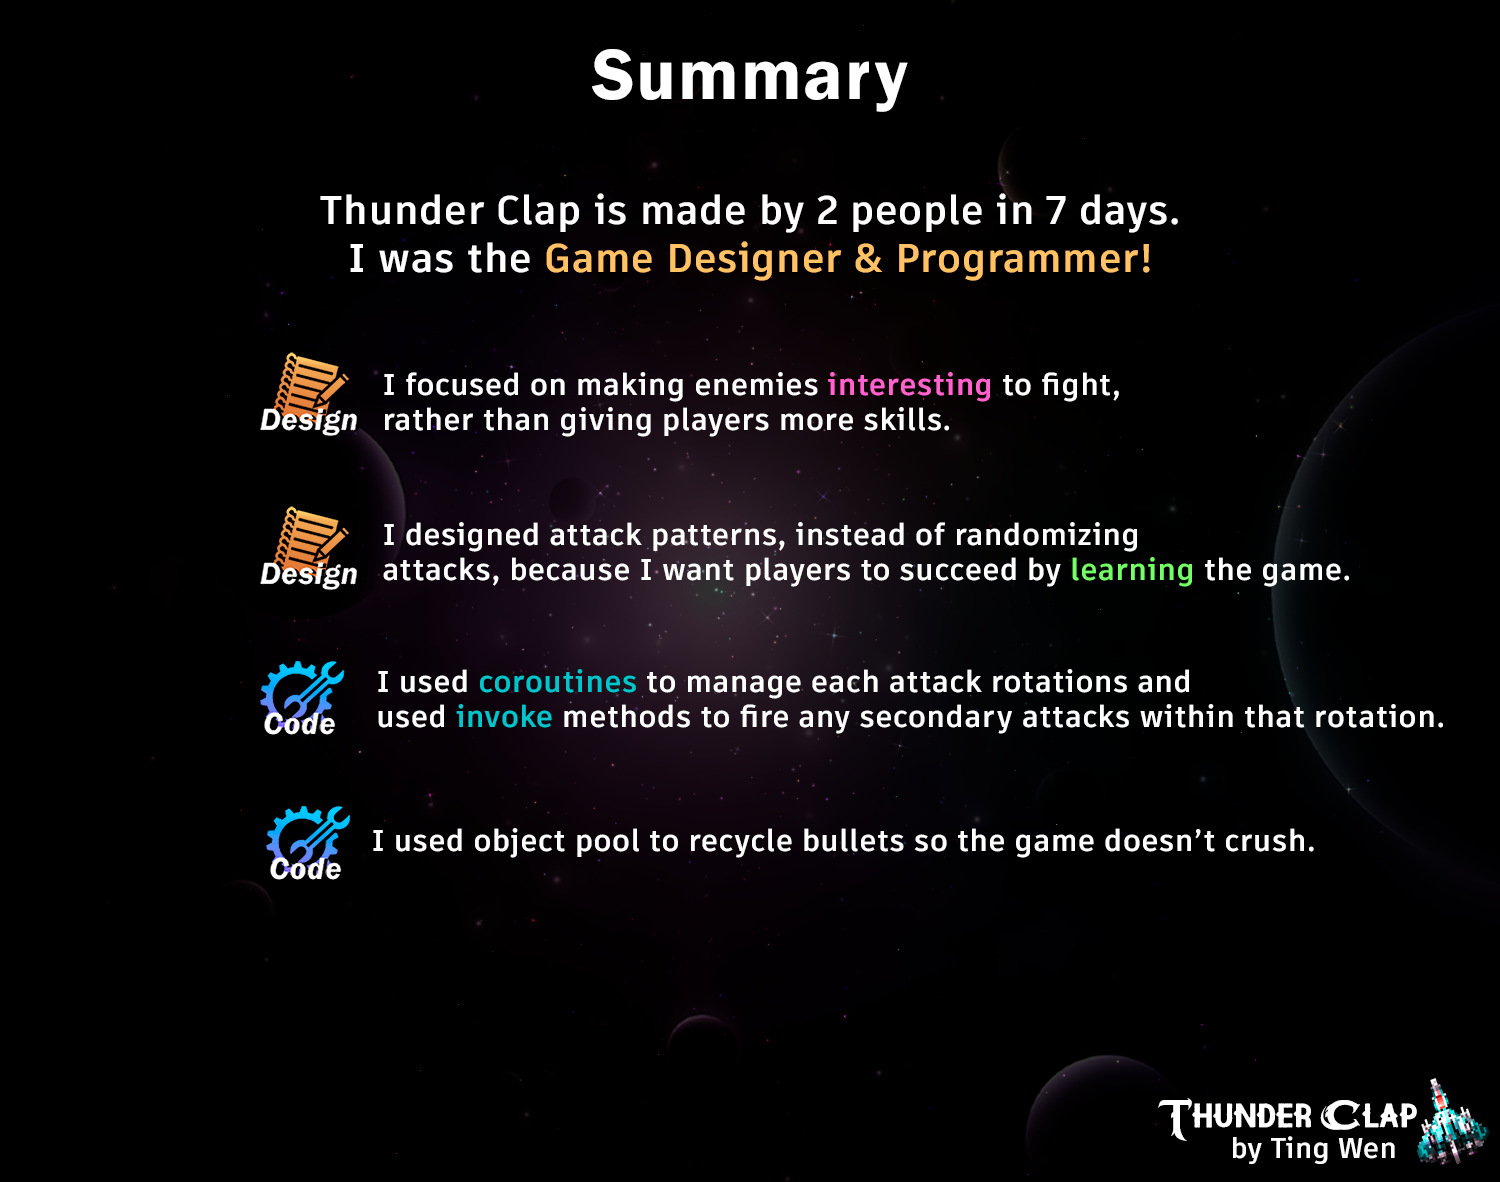 Summary
Thunder Clap is made by 2 people in 7 days.
I was the Game Designer & Programmer!
Design
I focused on making enemies interesting to fight,
rather than giving players more skills.
Design
I designed attack patterns, instead of randomizing
attacks, because I want players to succeed by learning the game.
Code
I used coroutines to manage each attack rotations and
used invoke methods to fire any secondary attacks within that rotation.
Code
I used object pool to recycle bullets so the game doesn’t crush.
THUNDER CLAP
by Ting Wen